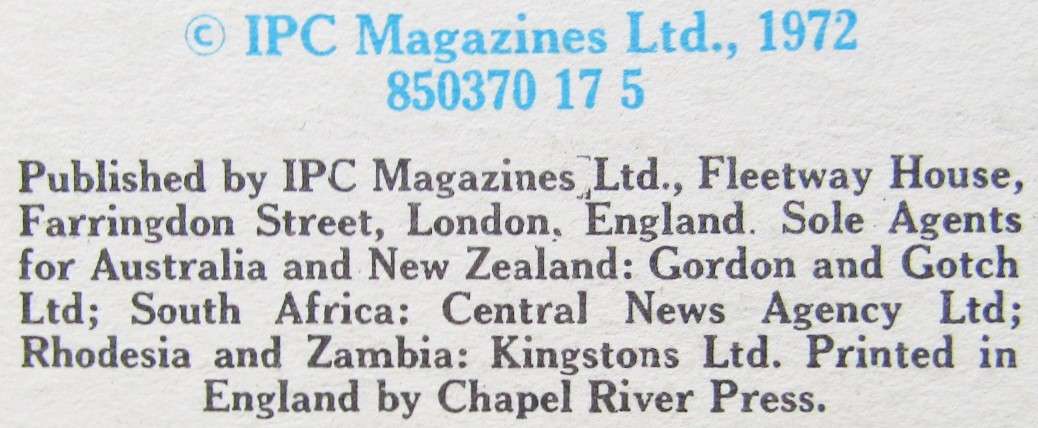 © IPC Magazines Ltd., 1972
850370 17 5
Published by IPC Magazines Ltd., Fleetway House,
Farringdon Street, London, England. Sole Agents
for Australia and New Zealand: Gordon and Gotch
Ltd; South Africa: Central News Agency Ltd;
Rhodesia and Zambia: Kingstons Ltd. Printed in
England by Chapel River Press.